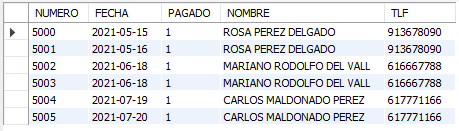 NUMERO FECHA PAGADO NOMBRE TLF
5000 2021-05-15 1 ROSA PEREZ DELGADO 913678090
5001 2021-05-16 1 ROSA PEREZ DELGADO 913678090
5002 2021-06-18 1 MARIANO RODOLFO DEL VALL 616667788
5003 2021-06-18 1 MARIANO RODOLFO DEL VALL 616667788
5004 2021-07-19 1 CARLOS MALDONADO PEREZ 617771166
5005 2021-07-20 1 CARLOS MALDONADO PEREZ 617771166